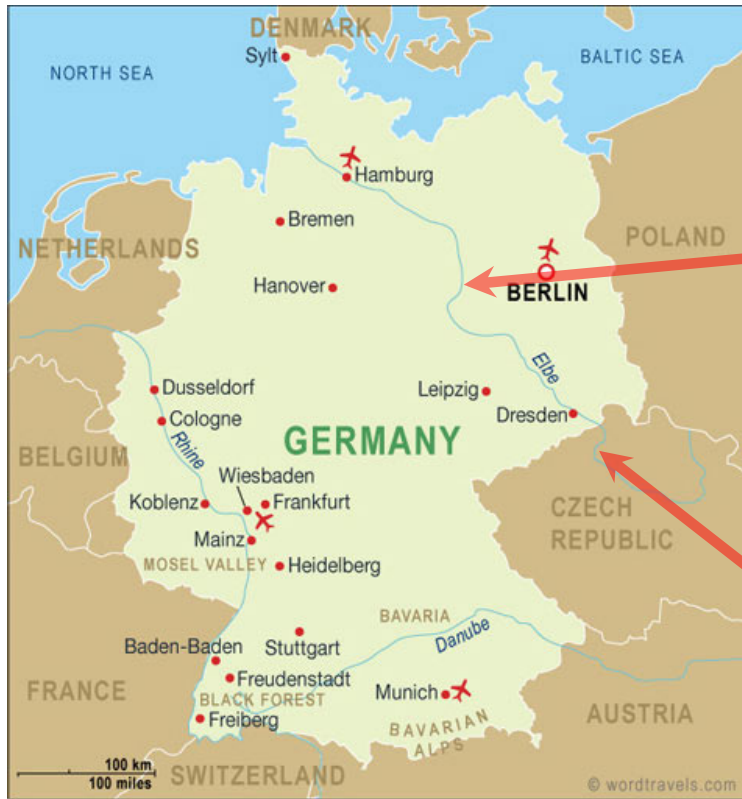 DENMARK
Sylt
NORTH SEA
BALTIC SEA
Hamburg
Bremen
NETHERLANDS
POLAND
Hanover
BERLIN
Elbe
Dusseldorf
Leipzig
Cologne
Dresden
Rhine
GERMANY
BELGIUM
Wiesbaden
Koblenz
Frankfurt
CZECH
REPUBLIC
Mainz
MOSEL VALLEY
Heidelberg
BAVARIA
Danube
Baden-Baden
Stuttgart
Freudenstadt
FRANCE
BLACK FOREST
Munich
Freiberg
AUSTRIA
BAVARIAN
ALPS
100 km
100 miles
SWITZERLAND
© wordtravels.com